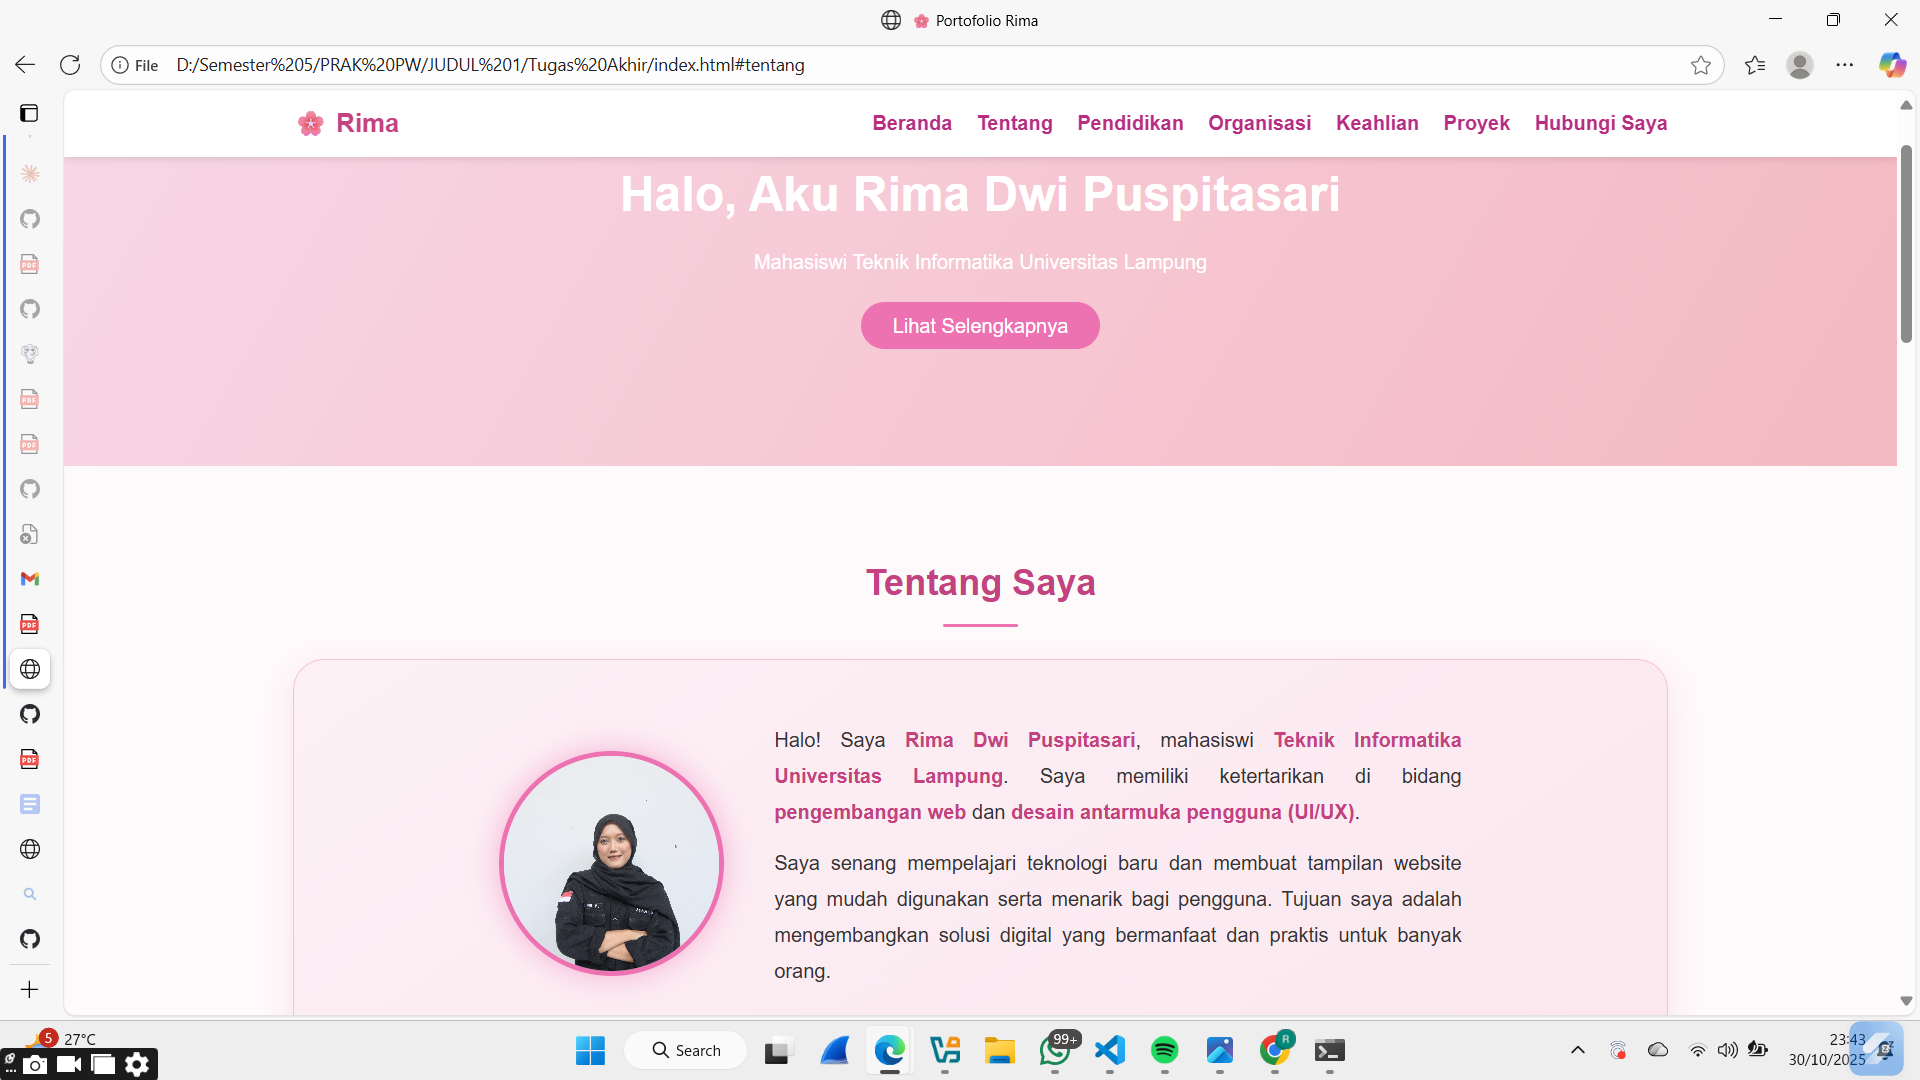 🌸 Portofolio Rima
File D:/Semester%205/PRAK%20PW/JUDUL%201/Tugas%20Akhir/index.html#tentang
🌸 Rima
Beranda Tentang Pendidikan Organisasi Keahlian Proyek Hubungi Saya
Halo, Aku Rima Dwi Puspitasari
Mahasiswi Teknik Informatika Universitas Lampung
Lihat Selengkapnya
Tentang Saya
Halo! Saya Rima Dwi Puspitasari, mahasiswi Teknik Informatika
Universitas Lampung. Saya memiliki ketertarikan di bidang
pengembangan web dan desain antarmuka pengguna (UI/UX).
Saya senang mempelajari teknologi baru dan membuat tampilan website
yang mudah digunakan serta menarik bagi pengguna. Tujuan saya adalah
mengembangkan solusi digital yang bermanfaat dan praktis untuk banyak
orang.
PDF
PDF
PDF
PDF
PDF
5
27°C
Search
99+
R
23:43
30/10/2025